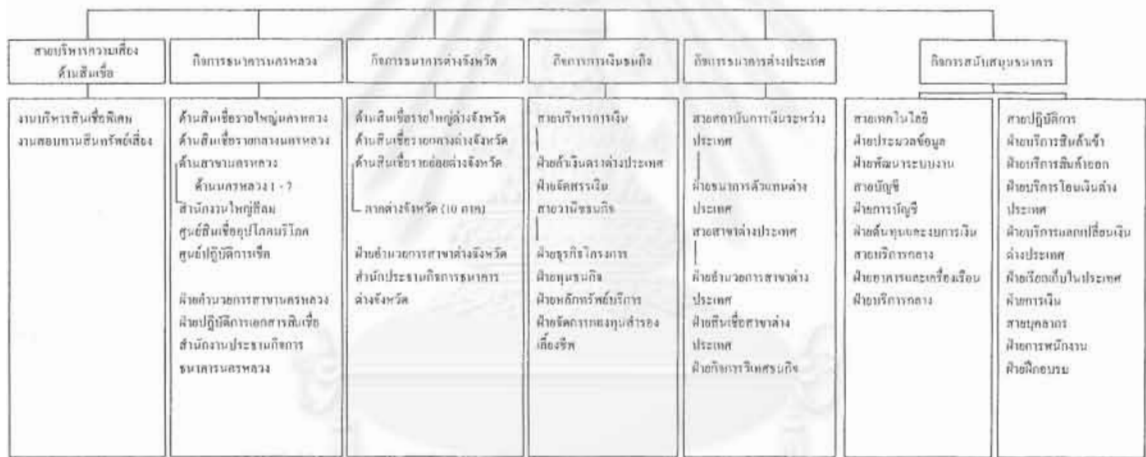 สายบริหารความเสี่ยง
ด้านสินเชื่อ
งานบริหารสินเชื่อพิเศษ
งานสอบทานสินทรัพย์เสี่ยง
กิจการธนาคารนครหลวง
ด้านสินเชื่อรายใหญ่นครหลวง
ด้านสินเชื่อรายกลางนครหลวง
ด้านสาขานครหลวง
ด้านนครหลวง 1 - 7
สำนักงานใหญ่สีลม
ศูนย์สินเชื่ออุปโภคบริโภค
ศูนย์ปฏิบัติการเช็ค
ฝ่ายอำนวยการสาขานครหลวง
ฝ่ายปฏิบัติการเอกสารสินเชื่อ
สำนักงานประธานกิจการ
ธนาคารนครหลวง
กิจการธนาคารต่างจังหวัด
ด้านสินเชื่อรายใหญ่ต่างจังหวัด
ด้านสินเชื่อรายกลางต่างจังหวัด
ด้านสินเชื่อรายย่อยต่างจังหวัด
ภาคต่างจังหวัด (10 ภาค)
ฝ่ายอำนวยการสาขาต่างจังหวัด
สำนักประธานกิจการธนาคาร
ต่างจังหวัด
กิจการการเงินธนกิจ
สายบริหารการเงิน
ฝ่ายค้าเงินตราต่างประเทศ
ฝ่ายจัดสรรเงิน
สายวานิชธนกิจ
ฝ่ายธุรกิจโครงการ
ฝ่ายทุนธนกิจ
ฝ่ายหลักทรัพย์บริการ
ฝ่ายจัดการกองทุนสำรอง
เลี้ยงชีพ
กิจการธนาคารต่างประเทศ
สายสถาบันการเงินระหว่าง
ประเทศ
ฝ่ายธนาคารตัวแทนต่าง
ประเทศ
สายสาขาต่างประเทศ
ฝ่ายอำนวยการสาขาต่าง
ประเทศ
ฝ่ายสินเชื่อสาขาต่าง
ประเทศ
ฝ่ายกิจการวิเทศธนกิจ
กิจการสนับสนุนธนาคาร
สายเทคโนโลยี
ฝ่ายประมวลข้อมูล
ฝ่ายพัฒนาระบบงาน
สายบัญชี
ฝ่ายการบัญชี
ฝ่ายต้นทุนและงบการเงิน
สายบริการกลาง
ฝ่ายอาคารและเครื่องเรือน
ฝ่ายบริการกลาง
สายปฏิบัติการ
ฝ่ายบริการสินค้าเข้า
ฝ่ายบริการสินค้าออก
ฝ่ายบริการโอนเงินต่าง
ประเทศ
ฝ่ายบริการแลกเปลี่ยนเงิน
ต่างประเทศ
ฝ่ายเรียกเก็บในประเทศ
ฝ่ายการเงิน
สายบุคลากร
ฝ่ายการพนักงาน
ฝ่ายฝึกอบรม